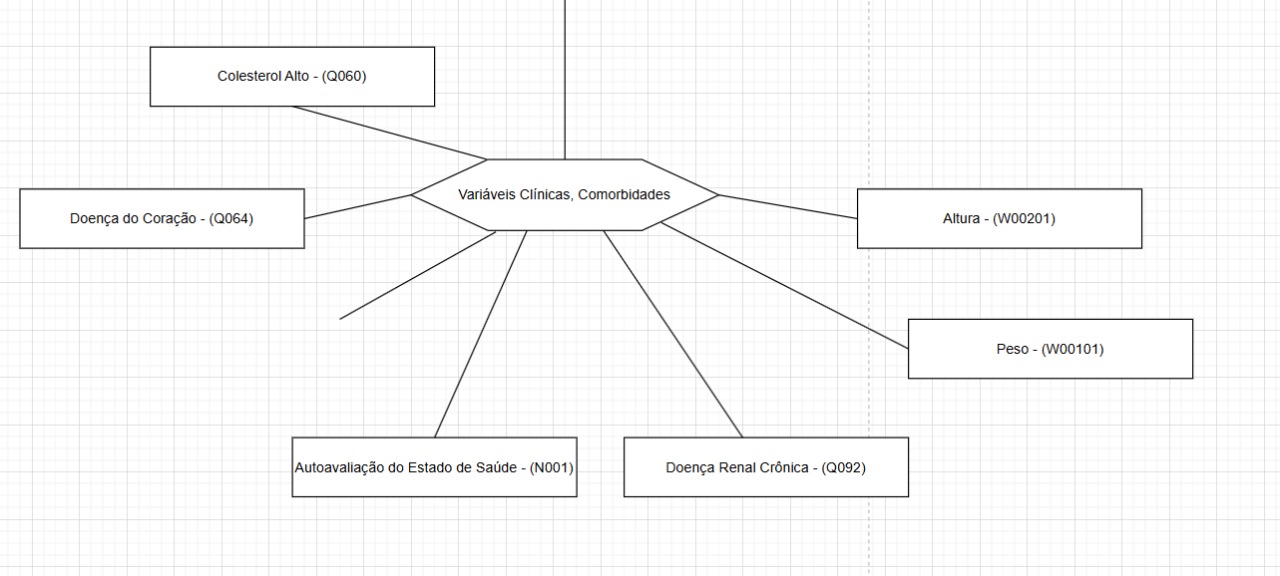 Colesterol Alto - (Q060)
Variáveis Clínicas, Comorbidades
Doença do Coração - (Q064)
Altura - (W00201)
Peso - (W00101)
Autoavaliação do Estado de Saúde - (N001)
Doença Renal Crônica - (Q092)